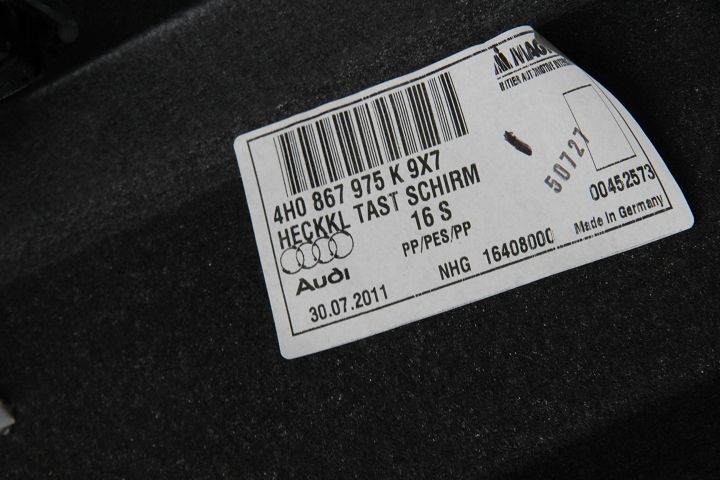 4H0 867 975 K 9X7
HECKKL TAST SCHIRM
16 S
PP/PES/PP
Audi
30.07.2011
NHG 16408000
50727
00452573
Made in Germany